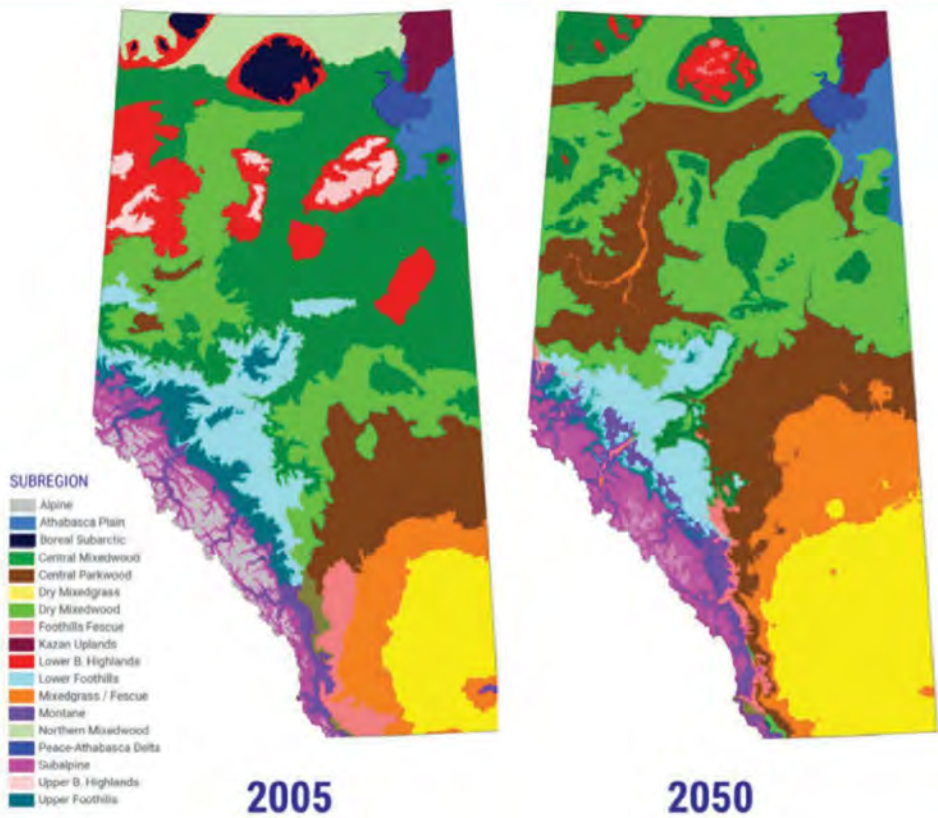 SUBREGION
Alpine
Athabasca Plain
Boreal Subarctic
Central Mixedwood
Central Parkwood
Dry Mixedgrass
Dry Mixedwood
Foothills Fescue
Kazan Uplands
Lower B. Highlands
Lower Foothills
Mixedgrass / Fescue
Montane
Northern Mixedwood
Peace-Athabasca Delta
Subalpine
Upper B. Highlands
Upper Foothills
2005
2050